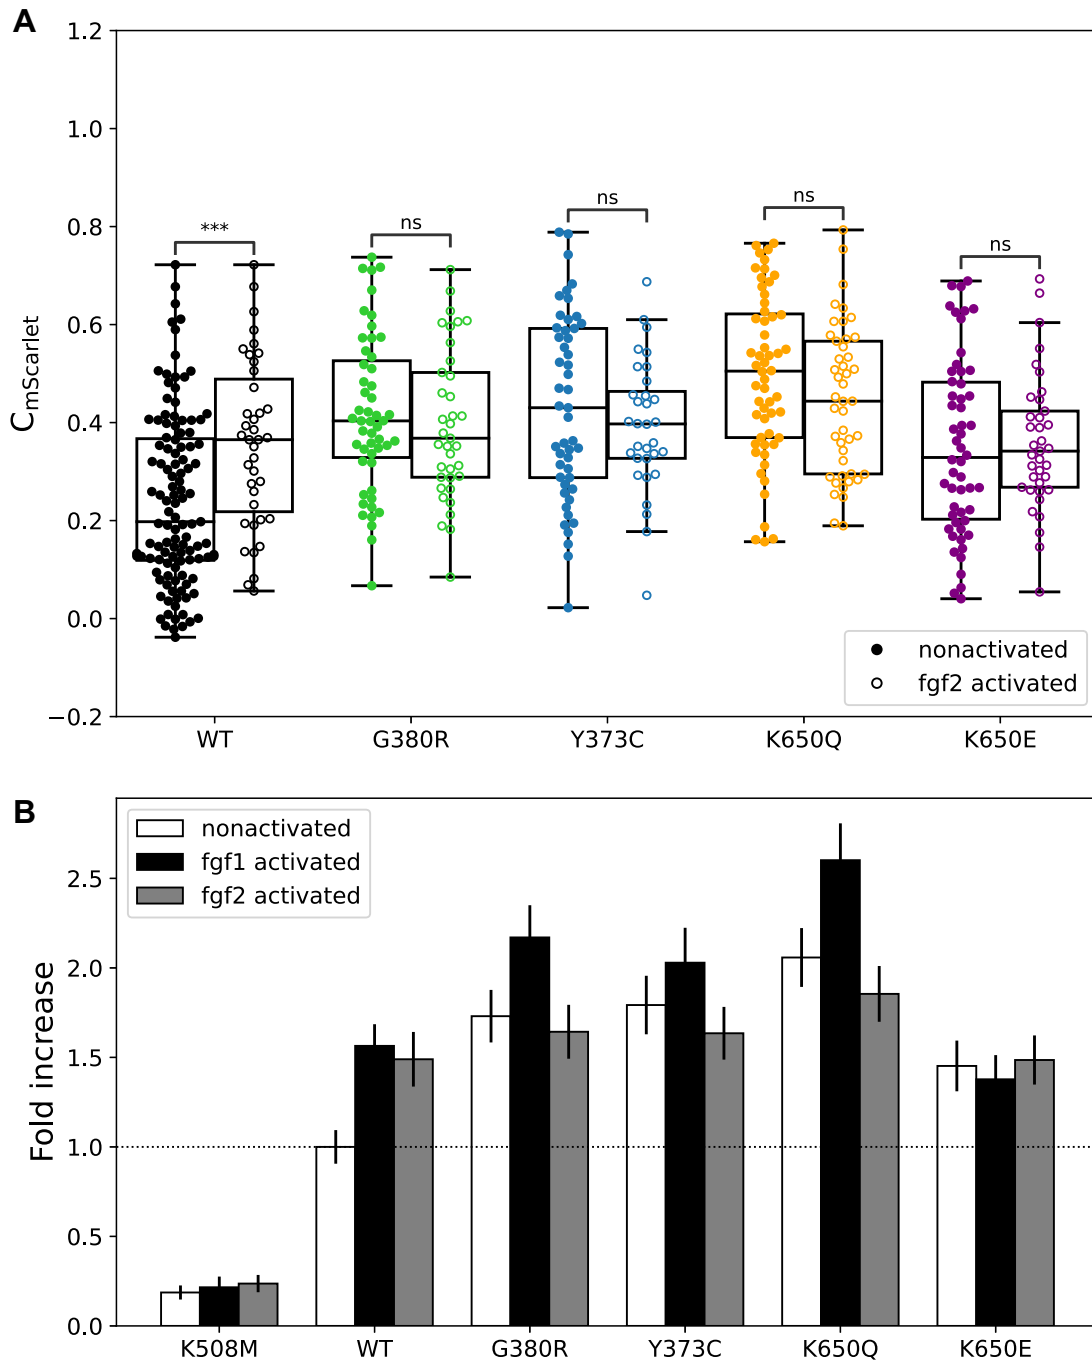 A
1.2
1.0
0.8
0.6
0.4
0.2
0.0
−0.2
CmScarlet
***
ns
ns
ns
ns
nonactivated
fgf2 activated
WT G380R Y373C K650Q K650E
B
nonactivated
fgf1 activated
fgf2 activated
2.5
2.0
1.5
1.0
0.5
0.0
Fold increase
K508M WT G380R Y373C K650Q K650E